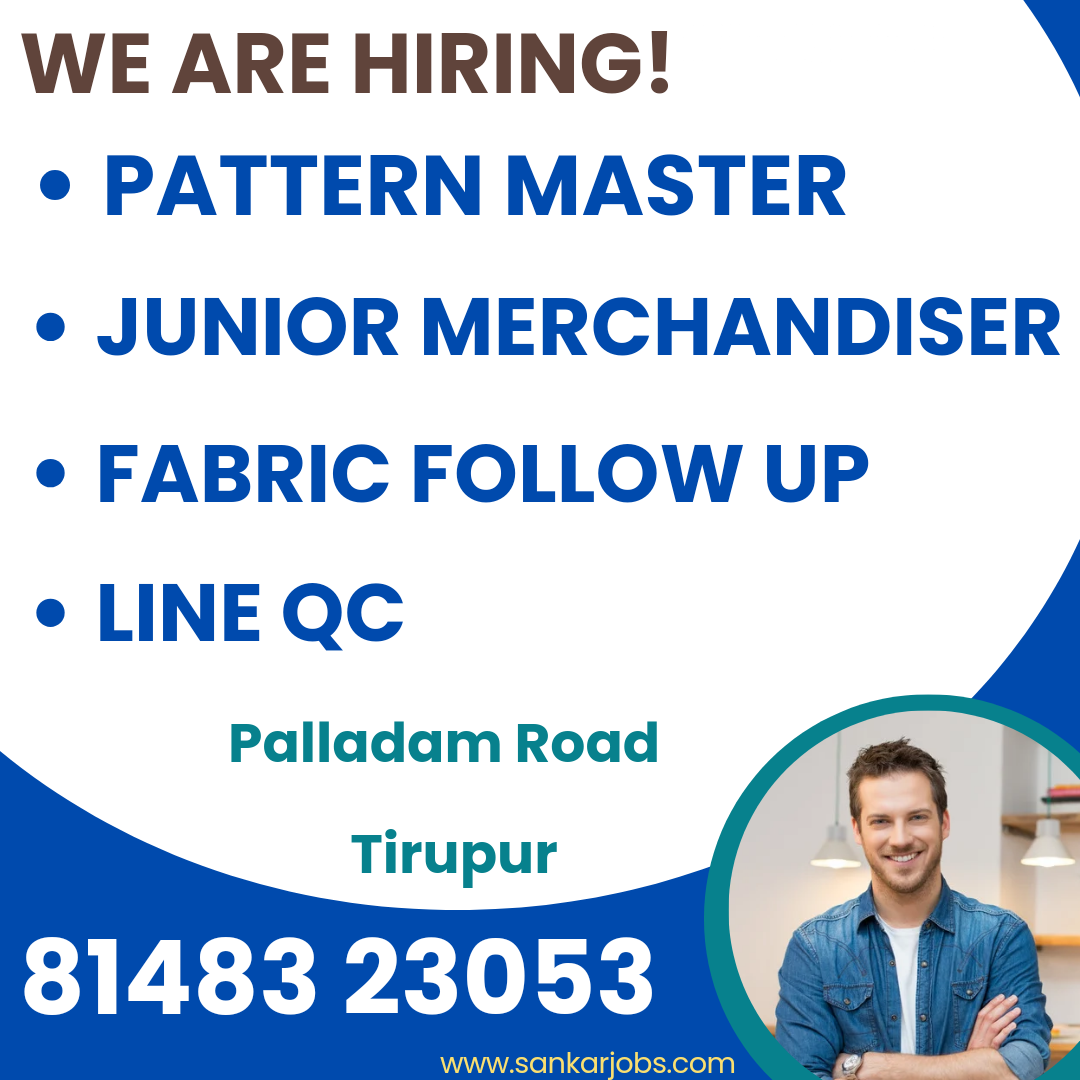 WE ARE HIRING!
• PATTERN MASTER
• JUNIOR MERCHANDISER
• FABRIC FOLLOW UP
• LINE QC
Palladam Road
Tirupur
81483 23053
www.sankarjobs.com